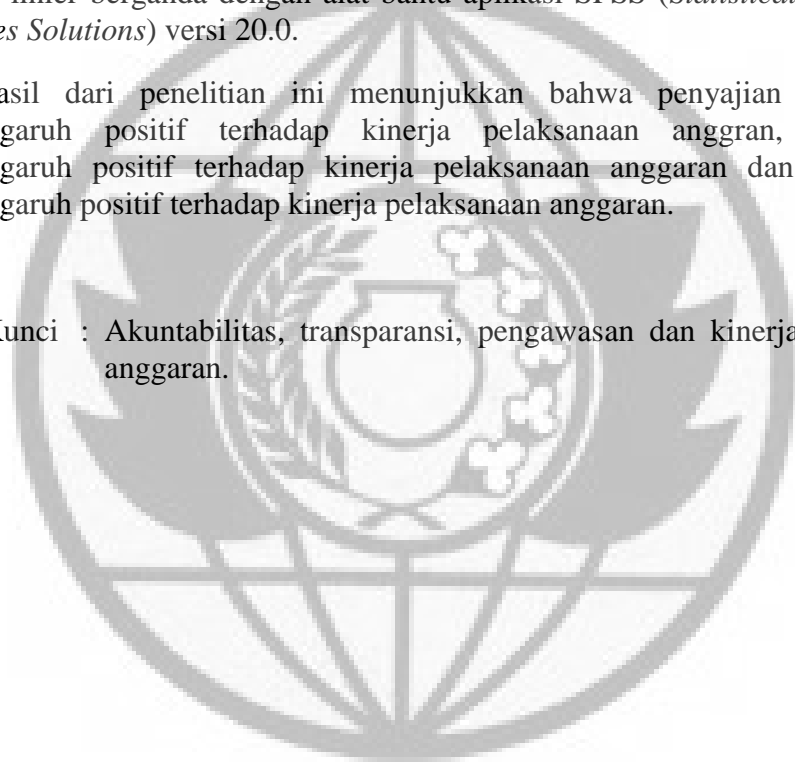 linier berganda dengan alat bantu aplikasi SPSS (Statistical
es Solutions) versi 20.0.
asil dari penelitian ini menunjukkan bahwa penyajian
garuh positif terhadap kinerja pelaksanaan anggran,
garuh positif terhadap kinerja pelaksanaan anggaran dan
garuh positif terhadap kinerja pelaksanaan anggaran.
Kunci : Akuntabilitas, transparansi, pengawasan dan kinerja
anggaran.